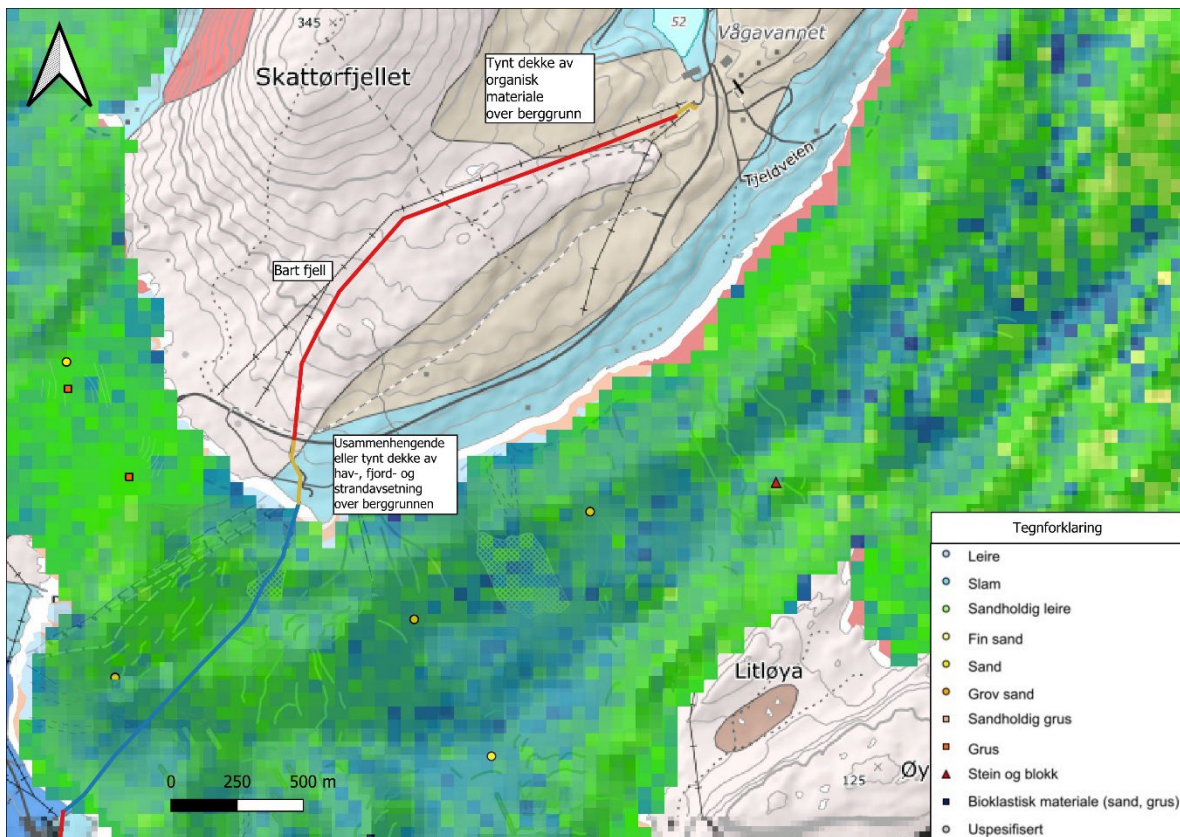 345
Skattørfjellet
Tynt dekke av
organisk
materiale
over berggrunn
52
Vågavannet
Tjeldveien
Bart fjell
Usammenhengende
eller tynt dekke av
hav-, fjord- og
strandavsetning
over berggrunnen
Litløya
125
Øy
0 250 500 m
Tegnforklaring
Leire
Slam
Sandholdig leire
Fin sand
Sand
Grov sand
Sandholdig grus
Grus
Stein og blokk
Bioklastisk materiale (sand, grus)
Uspesifisert